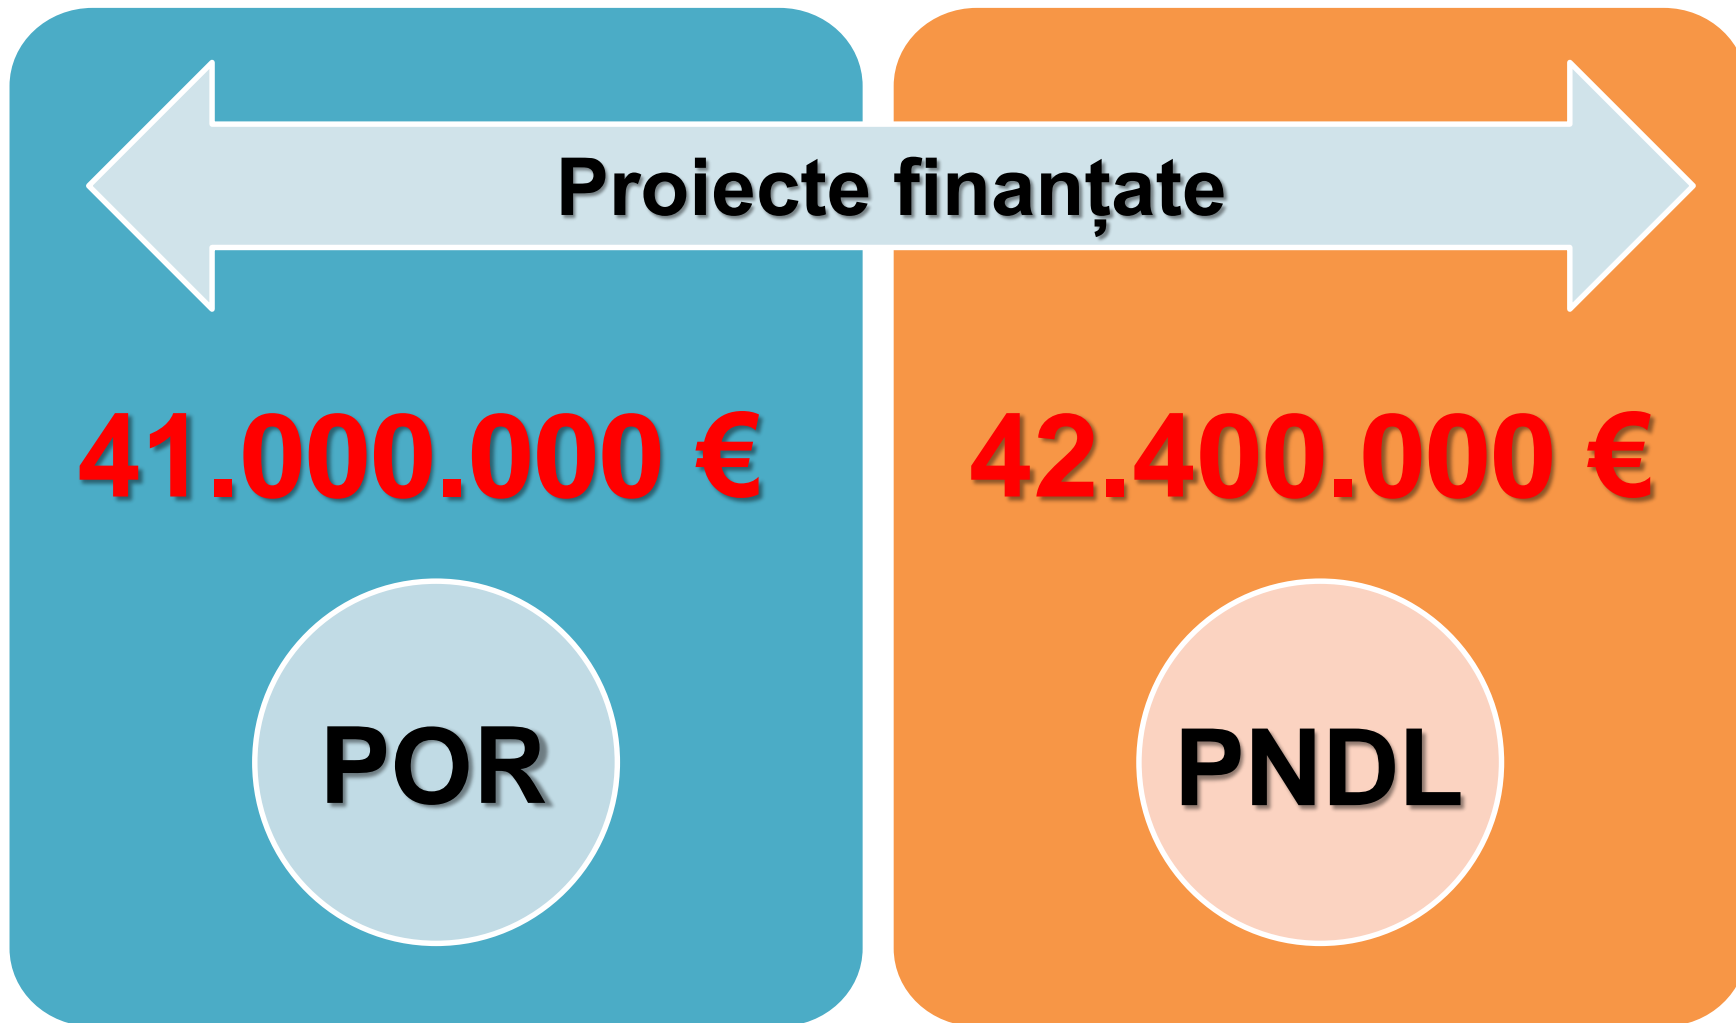 Proiecte finanțate
41.000.000 €
42.400.000 €
POR
PNDL